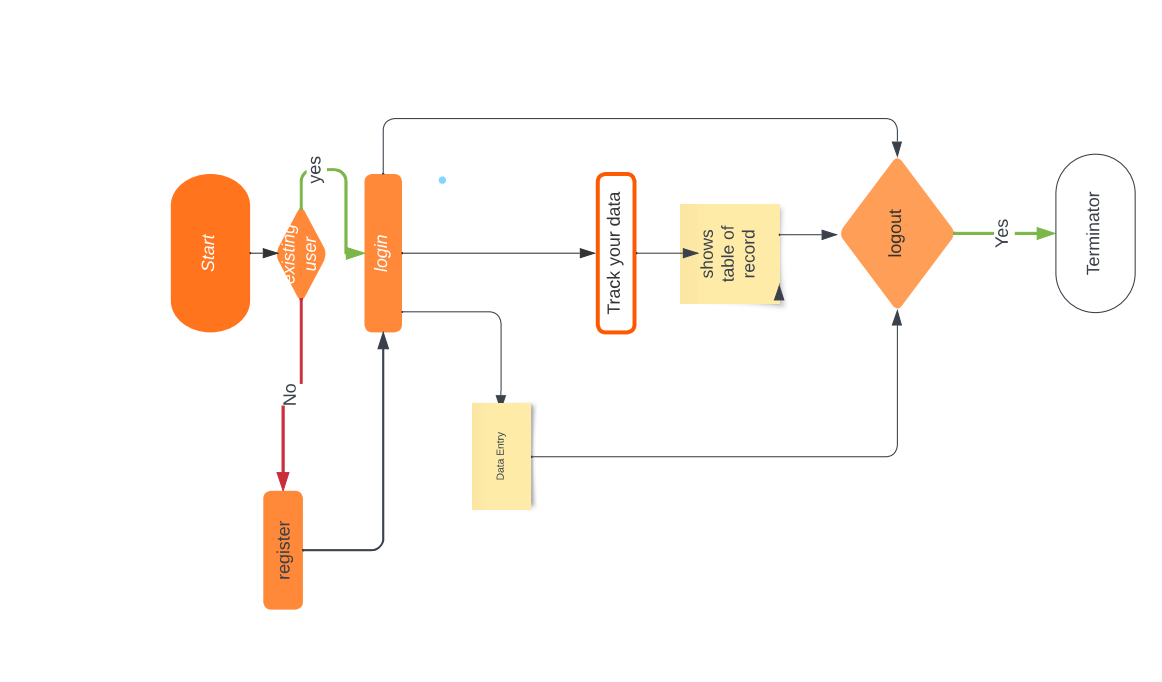 Start
existing
user
yes
No
register
login
Data Entry
Track your data
shows
table of
record
logout
Yes
Terminator